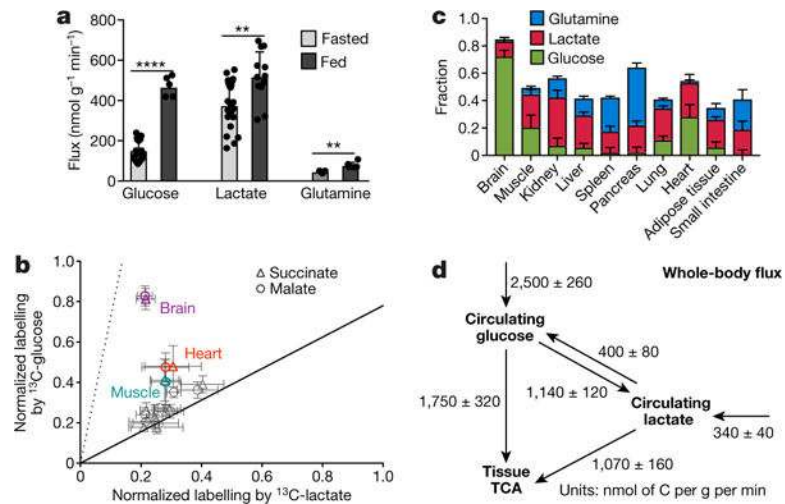 a
Flux (nmol g⁻¹ min⁻¹)
800
600
400
200
0
****
**
**
Fasted
Fed
Glucose
Lactate
Glutamine
c
Fraction
1.0
0.8
0.6
0.4
0.2
0
Glutamine
Lactate
Glucose
Brain
Muscle
Kidney
Liver
Spleen
Pancreas
Lung
Heart
Adipose tissue
Small intestine
b
Normalized labelling
by ¹³C-glucose
1.0
0.8
0.6
0.4
0.2
0
Succinate
Malate
Brain
Heart
Muscle
0
0.2
0.4
0.6
0.8
1.0
Normalized labelling by ¹³C-lactate
d
Whole-body flux
2,500 ± 260
Circulating
glucose
400 ± 80
1,140 ± 120
1,750 ± 320
Circulating
lactate
340 ± 40
1,070 ± 160
Tissue
TCA
Units: nmol of C per g per min